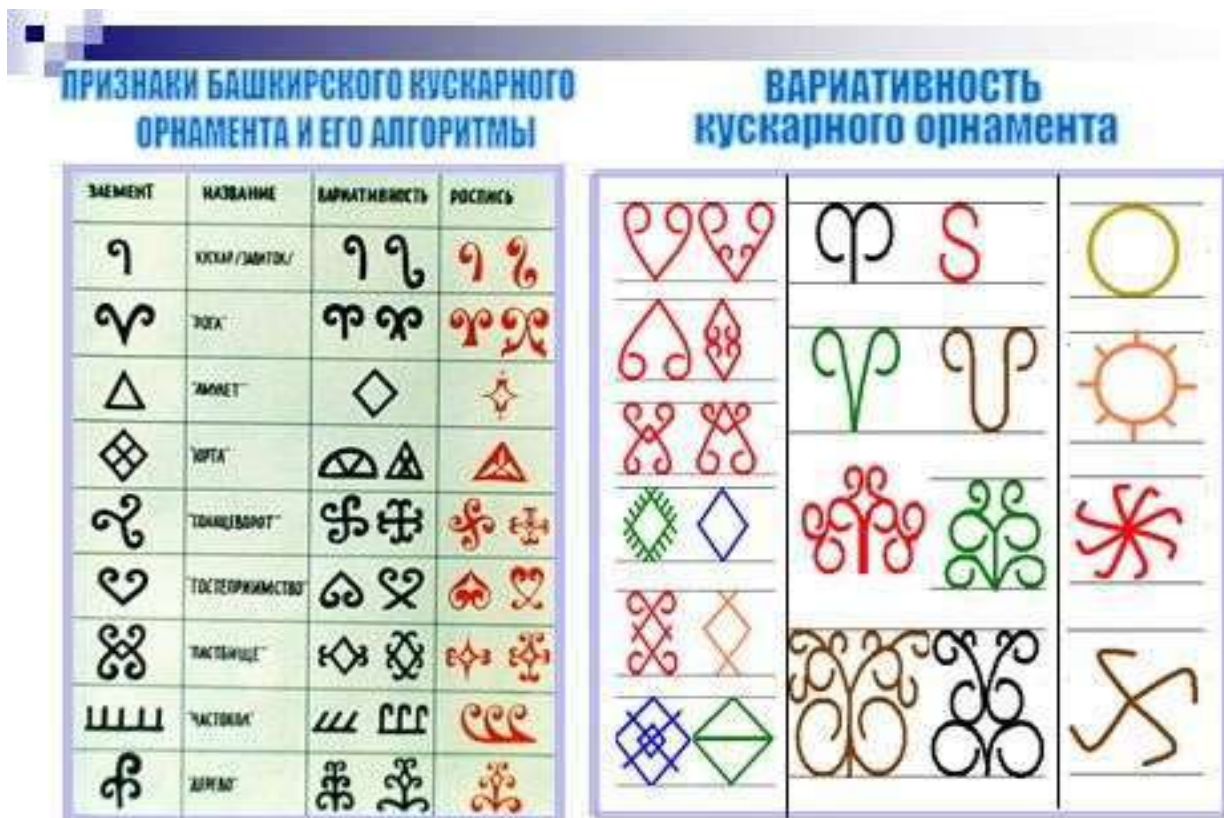 ПРИЗНАКИ БАШКИРСКОГО КУСКАРНОГО
ОРНАМЕНТА И ЕГО АЛГОРИТМЫ
ВАРИАТИВНОСТЬ
кускарного орнамента
ЭЛЕМЕНТ НАЗВАНИЕ ВАРИАТИВНОСТЬ РОСПИСЬ
КУСКАР /ЗАВИТОК/
"РОГА"
"АМУЛЕТ"
"ЮРТА"
"СОЛНЦЕВОРОТ"
"ГОСТЕПРИИМСТВО"
"ПАСТБИЩЕ"
"ЧАСТОКОЛ"
"ДЕРЕВО"